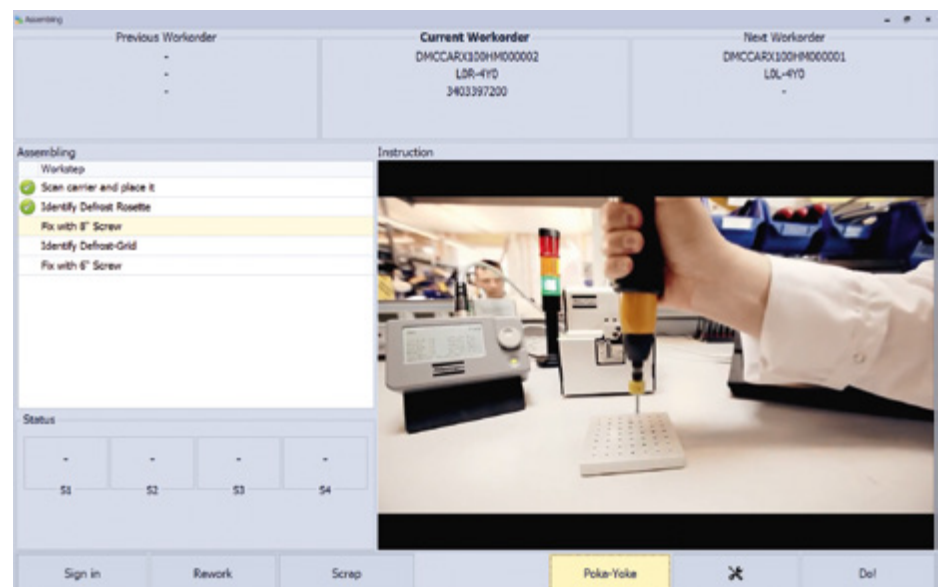 Assembling
Previous Workorder
-
-
-
Current Workorder
DMCCARX100HM000002
L0R-4Y0
3403397200
Next Workorder
DMCCARX100HM000001
L0L-4Y0
-
Assembling
Workstep
Scan carrier and place it
Identify Defrost Rosette
Fix with 8" Screw
Identify Defrost-Grid
Fix with 6" Screw
Instruction
Status
- - - -
S1 S2 S3 S4
Sign in Rework Scrap Poka-Yoke Do!